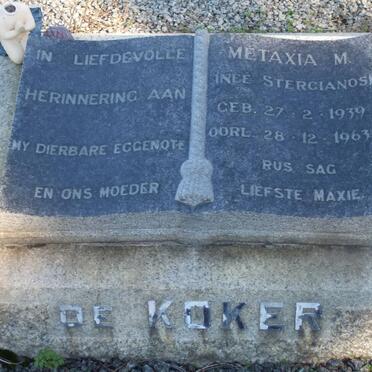 IN LIEFDEVOLLE
HERINNERING AAN
MY DIERBARE EGGENOTE
EN ONS MOEDER
METAXIA M.
(NEE STERGIANOS)
GEB. 27-2-1939
OORL. 28-12-1963
RUS SAG
LIEFSTE MAXIE
DE KOKER